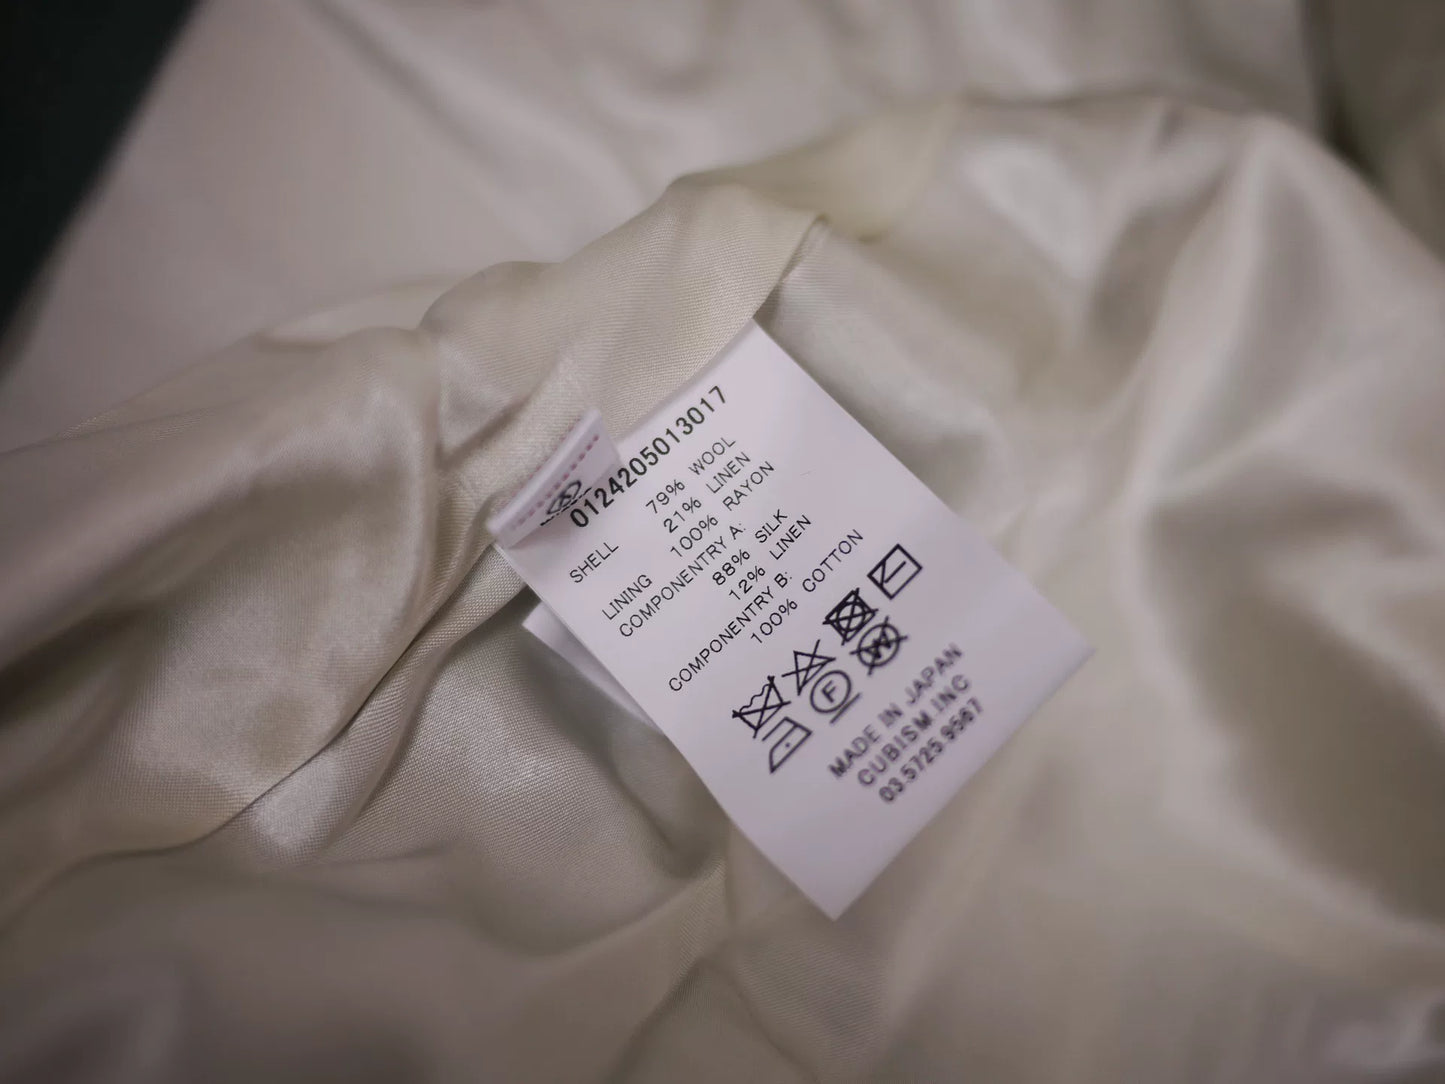 0124205013017
SHELL 79% WOOL
21% LINEN
LINING 100% RAYON
COMPONENTRY A:
88% SILK
12% LINEN
COMPONENTRY B:
100% COTTON
F W
MADE IN JAPAN
CUBISM.INC
03.5725.9567